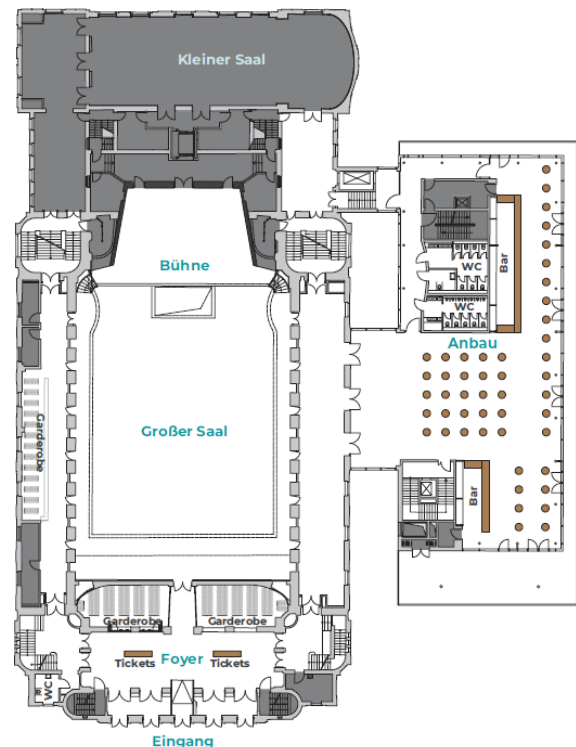 Kleiner Saal
Bühne
WC
Bar
WC
Anbau
Großer Saal
Garderobe
Bar
Garderobe
Garderobe
Foyer
Tickets
Tickets
WC
Eingang